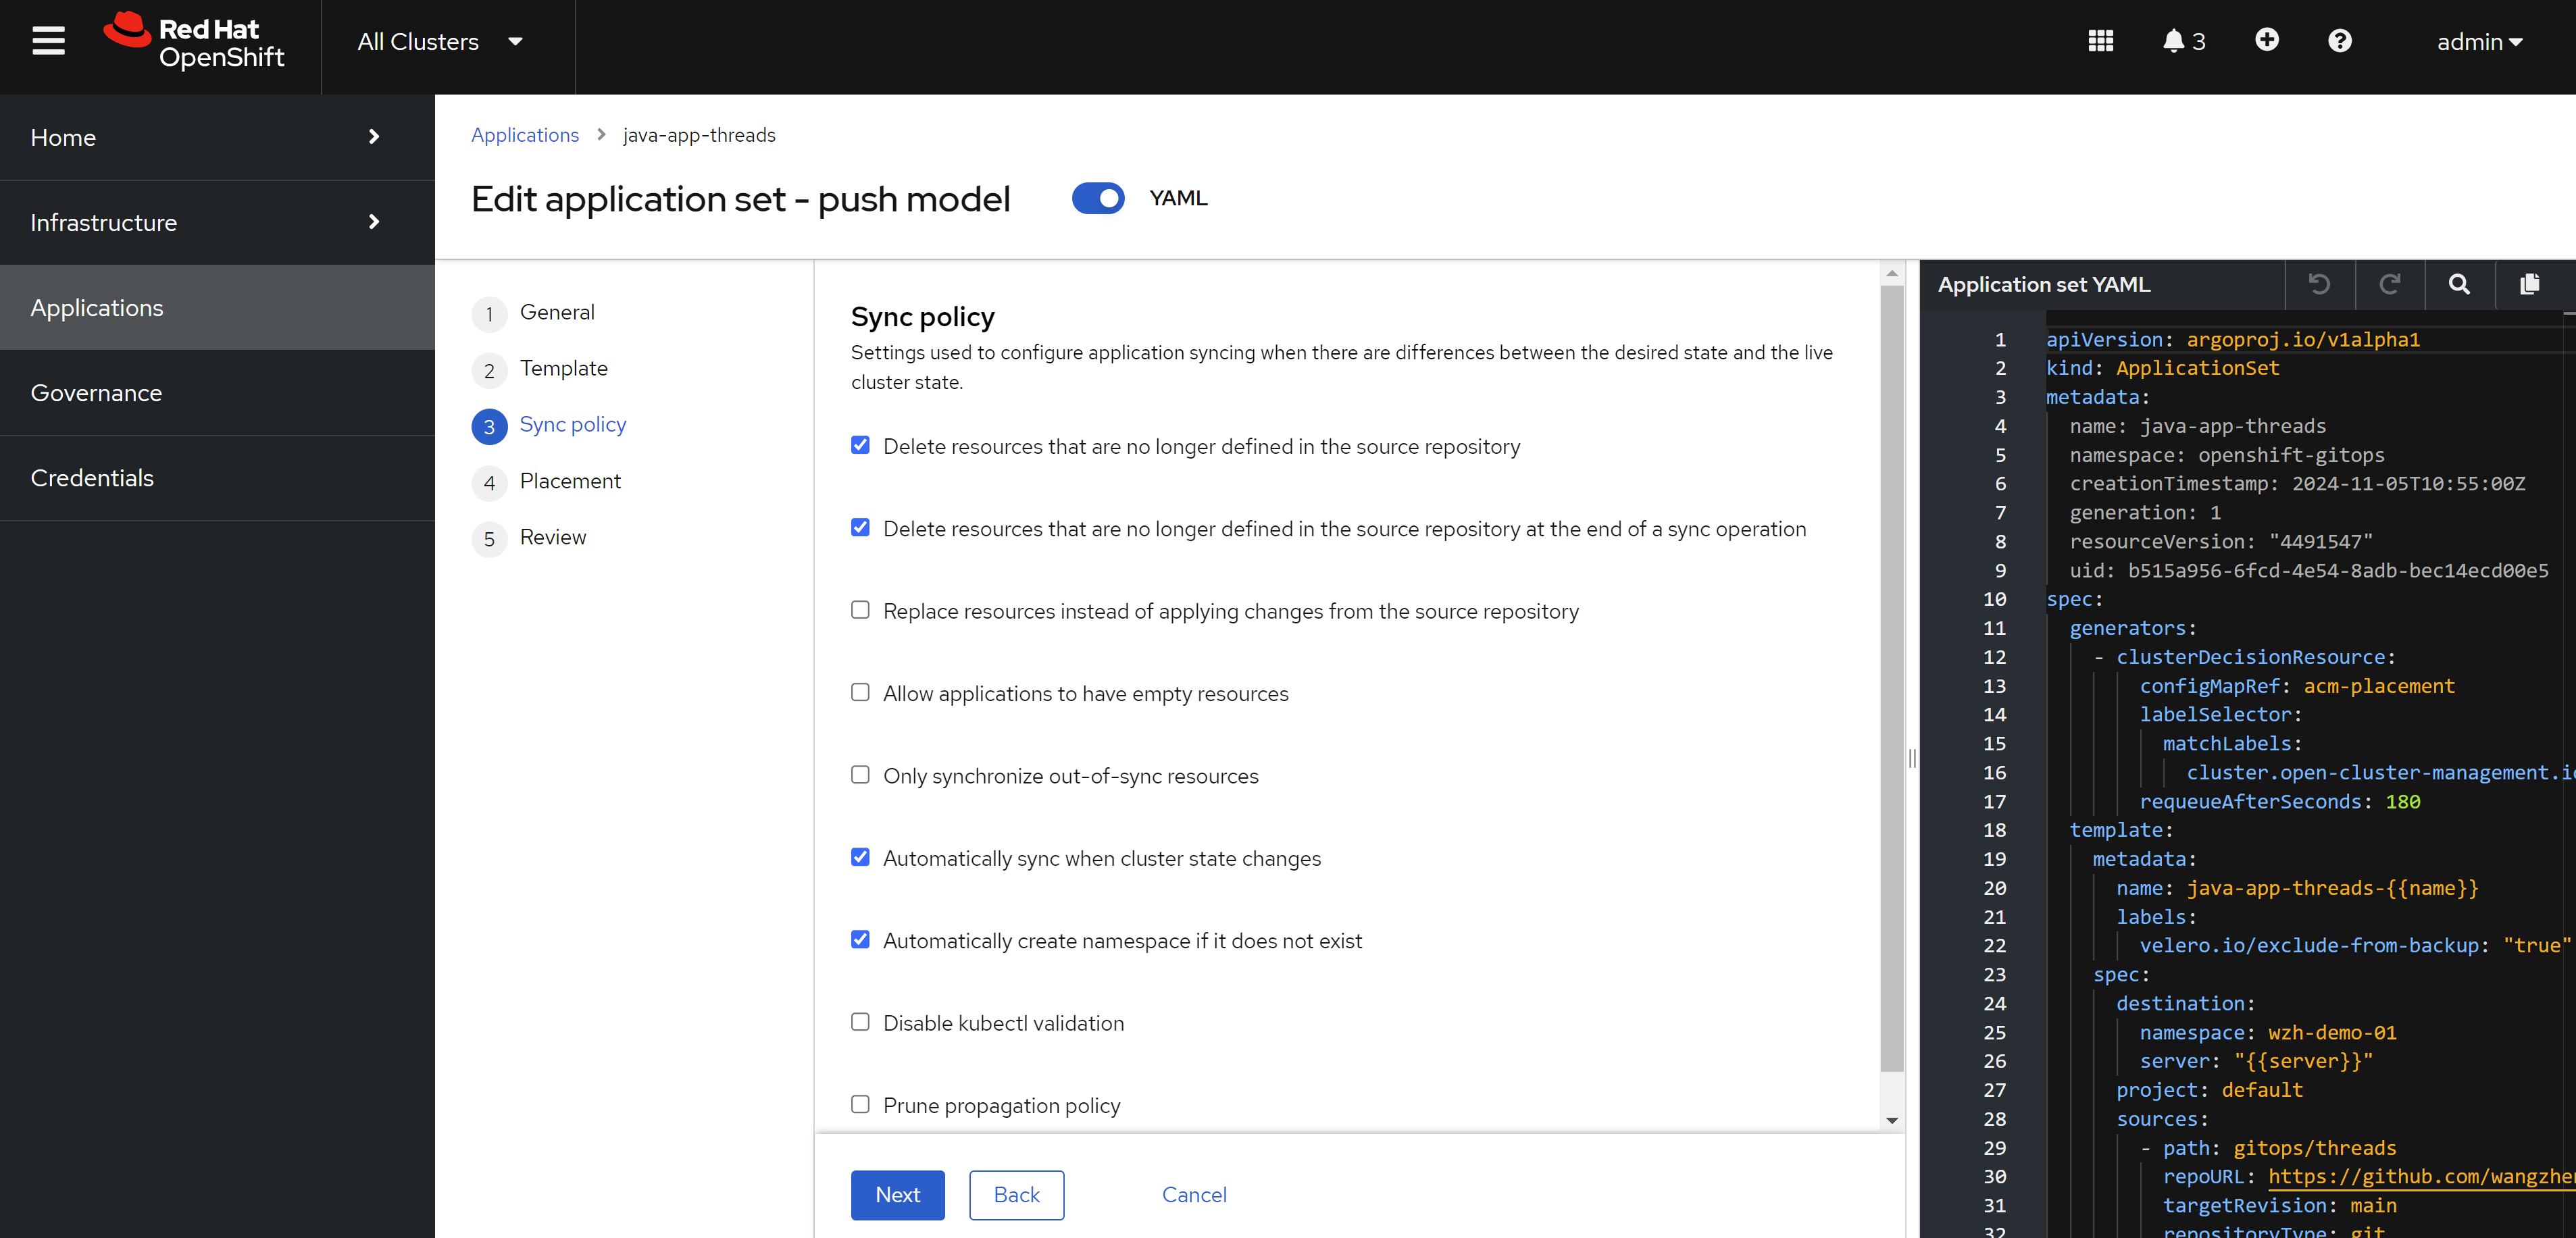 Red Hat
OpenShift
All Clusters
3
admin
Home
Infrastructure
Applications
Governance
Credentials
Applications
java-app-threads
Edit application set - push model
YAML
1 General
2 Template
3 Sync policy
4 Placement
5 Review
Sync policy
Settings used to configure application syncing when there are differences between the desired state and the live
cluster state.
Delete resources that are no longer defined in the source repository
Delete resources that are no longer defined in the source repository at the end of a sync operation
Replace resources instead of applying changes from the source repository
Allow applications to have empty resources
Only synchronize out-of-sync resources
Automatically sync when cluster state changes
Automatically create namespace if it does not exist
Disable kubectl validation
Prune propagation policy
Next
Back
Cancel
Application set YAML
1 apiVersion: argoproj.io/v1alpha1
2 kind: ApplicationSet
3 metadata:
4 name: java-app-threads
5 namespace: openshift-gitops
6 creationTimestamp: 2024-11-05T10:55:00Z
7 generation: 1
8 resourceVersion: "4491547"
9 uid: b515a956-6fcd-4e54-8adb-bec14ecd00e5
10 spec:
11 generators:
12 - clusterDecisionResource:
13 configMapRef: acm-placement
14 labelSelector:
15 matchLabels:
16 cluster.open-cluster-management.io
17 requeueAfterSeconds: 180
18 template:
19 metadata:
20 name: java-app-threads-{{name}}
21 labels:
22 velero.io/exclude-from-backup: "true"
23 spec:
24 destination:
25 namespace: wzh-demo-01
26 server: "{{server}}"
27 project: default
28 sources:
29 - path: gitops/threads
30 repoURL: https://github.com/wangzhen
31 targetRevision: main
32 repositoryType: git